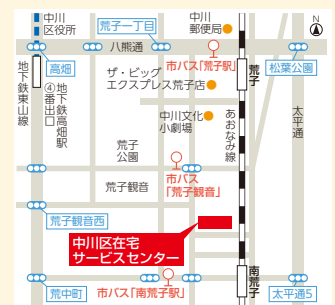 中川
区役所
荒子一丁目
中川
郵便局
N
八熊通
高畑
市バス「荒子駅」
松葉公園
ザ・ビッグ
エクスプレス荒子店
荒子
地下鉄東山線
地下鉄高畑駅
④番出口
中川文化
小劇場
あおなみ線
太平通
荒子
公園
市バス
「荒子観音」
荒子観音
荒子観音西
中川区在宅
サービスセンター
南荒子
荒中町
市バス「南荒子駅」
太平通5